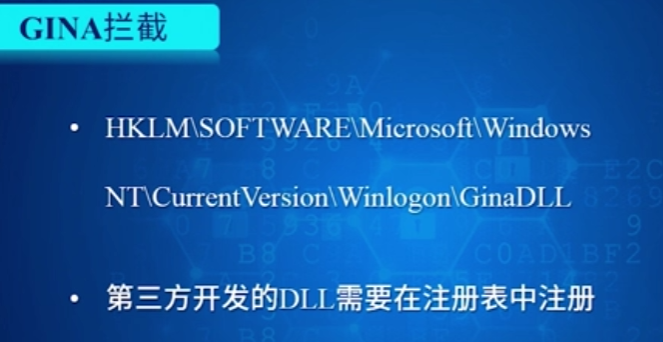 GINA拦截
• HKLM\SOFTWARE\Microsoft\Windows
NT\CurrentVersion\Winlogon\GinaDLL
• 第三方开发的DLL需要在注册表中注册